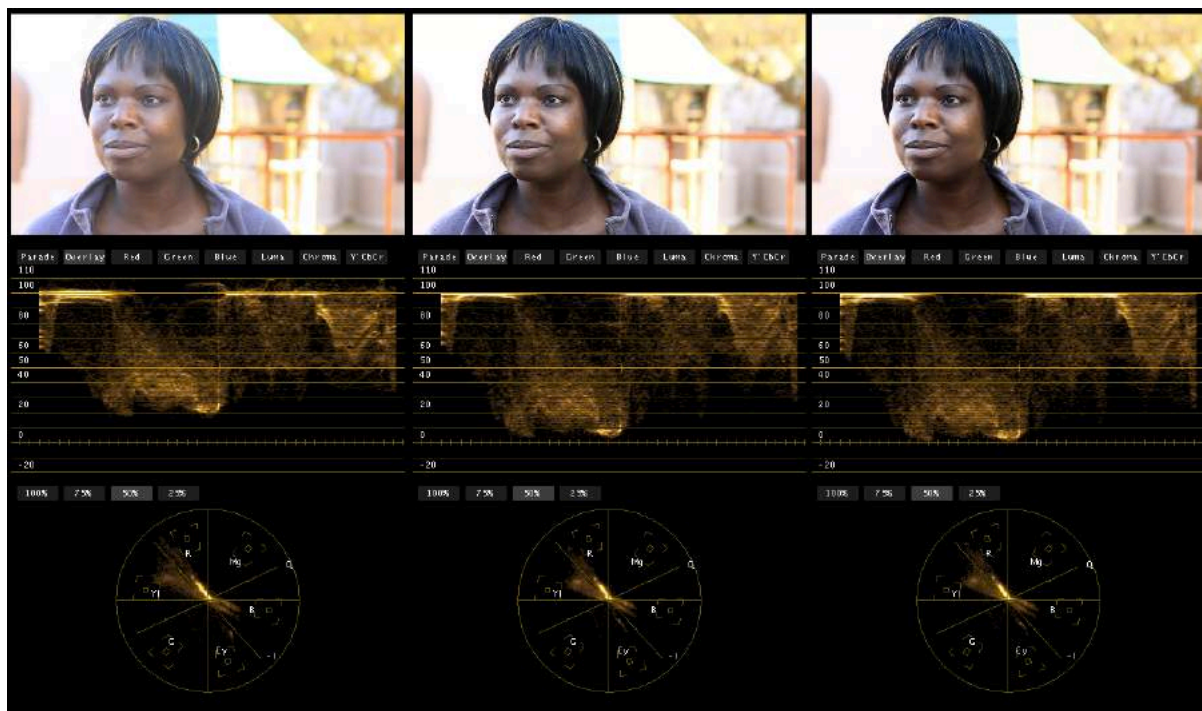 Parade Overlay Red Green Blue Luma Chroma Y'CbCr
110
100
80
60
50
40
20
0
-20
100% 75% 50% 25%
R
Mg
Q
Yl
B
G
Cy
-I
Parade Overlay Red Green Blue Luma Chroma Y'CbCr
110
100
80
60
50
40
20
0
-20
100% 75% 50% 25%
R
Mg
Q
Yl
B
G
Cy
-I
Parade Overlay Red Green Blue Luma Chroma Y'CbCr
110
100
80
60
50
40
20
0
-20
100% 75% 50% 25%
R
Mg
Q
Yl
B
G
Cy
-I